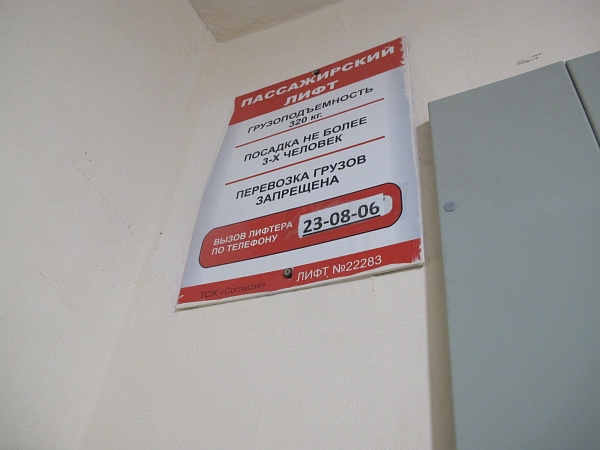 ПАССАЖИРСКИЙ
ЛИФТ
ГРУЗОПОДЪЕМНОСТЬ
320 кг.
ПОСАДКА НЕ БОЛЕЕ
3-Х ЧЕЛОВЕК
ПЕРЕВОЗКА ГРУЗОВ
ЗАПРЕЩЕНА
ВЫЗОВ ЛИФТЕРА
ПО ТЕЛЕФОНУ
23-08-06
ТСЖ «Согласие»
ЛИФТ №22283